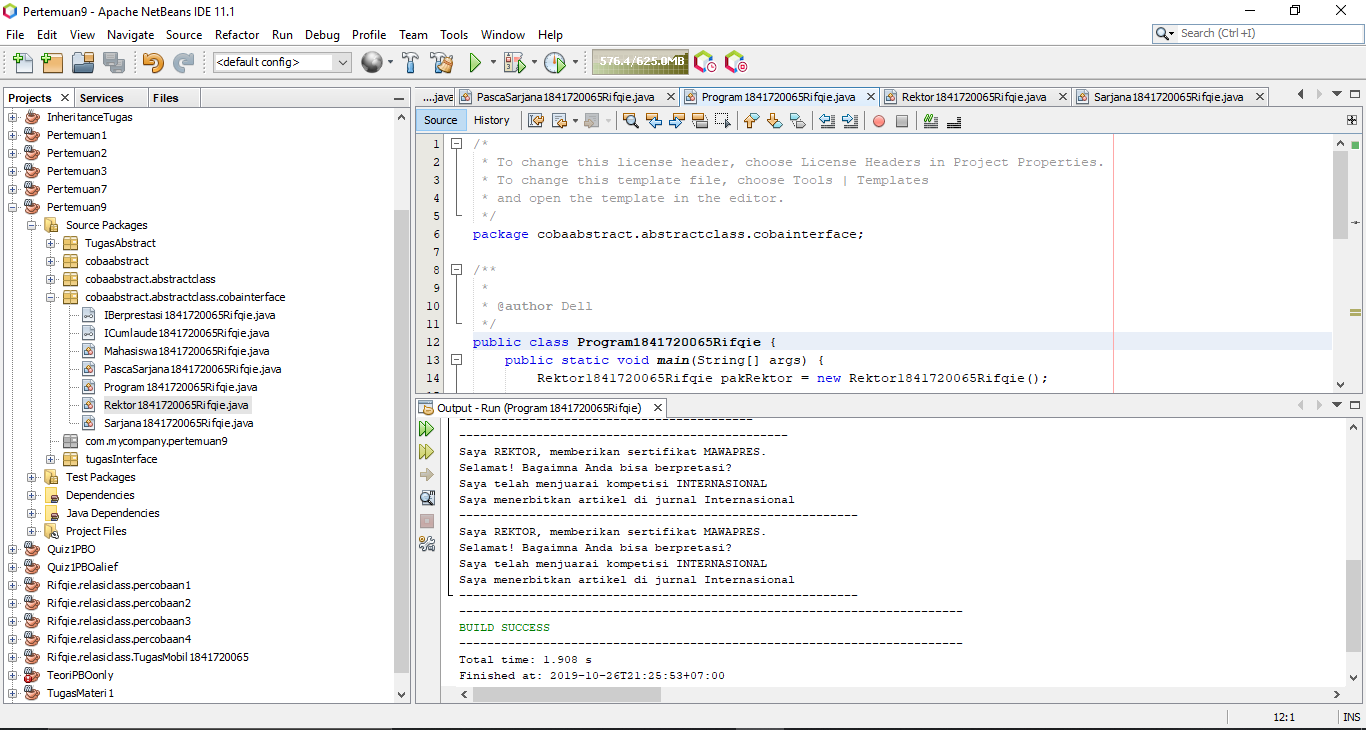 Pertemuan9 - Apache NetBeans IDE 11.1
File Edit View Navigate Source Refactor Run Debug Profile Team Tools Window Help
Search (Ctrl+I)
<default config>
576.4/625.0MB
Projects
Services
Files
InheritanceTugas
Pertemuan1
Pertemuan2
Pertemuan3
Pertemuan7
Pertemuan9
Source Packages
TugasAbstract
cobaabstract
cobaabstract.abstractclass
cobaabstract.abstractclass.cobainterface
IBerprestasi1841720065Rifqie.java
ICumlaude1841720065Rifqie.java
Mahasiswa1841720065Rifqie.java
PascaSarjana1841720065Rifqie.java
Program1841720065Rifqie.java
Rektor1841720065Rifqie.java
Sarjana1841720065Rifqie.java
com.mycompany.pertemuan9
tugasInterface
Test Packages
Dependencies
Java Dependencies
Project Files
Quiz1PBO
Quiz1PBOalief
Rifqie.relasiclass.percobaan1
Rifqie.relasiclass.percobaan2
Rifqie.relasiclass.percobaan3
Rifqie.relasiclass.percobaan4
Rifqie.relasiclass.TugasMobil1841720065
TeoriPBOonly
TugasMateri1
....java
PascaSarjana1841720065Rifqie.java
Program1841720065Rifqie.java
Rektor1841720065Rifqie.java
Sarjana1841720065Rifqie.java
Source History
1 /*
2 * To change this license header, choose License Headers in Project Properties.
3 * To change this template file, choose Tools | Templates
4 * and open the template in the editor.
5 */
6 package cobaabstract.abstractclass.cobainterface;
7
8 /**
9 *
10 * @author Dell
11 */
12 public class Program1841720065Rifqie {
13 public static void main(String[] args) {
14 Rektor1841720065Rifqie pakRektor = new Rektor1841720065Rifqie();
Output - Run (Program1841720065Rifqie)
------------------------------------------
-----------------------------------------------
Saya REKTOR, memberikan sertifikat MAWAPRES.
Selamat! Bagaimna Anda bisa berpretasi?
Saya telah menjuarai kompetisi INTERNASIONAL
Saya menerbitkan artikel di jurnal Internasional
---------------------------------------------------------
Saya REKTOR, memberikan sertifikat MAWAPRES.
Selamat! Bagaimna Anda bisa berpretasi?
Saya telah menjuarai kompetisi INTERNASIONAL
Saya menerbitkan artikel di jurnal Internasional
---------------------------------------------------------
------------------------------------------------------------------------
BUILD SUCCESS
------------------------------------------------------------------------
Total time: 1.908 s
Finished at: 2019-10-26T21:25:53+07:00
12:1
INS